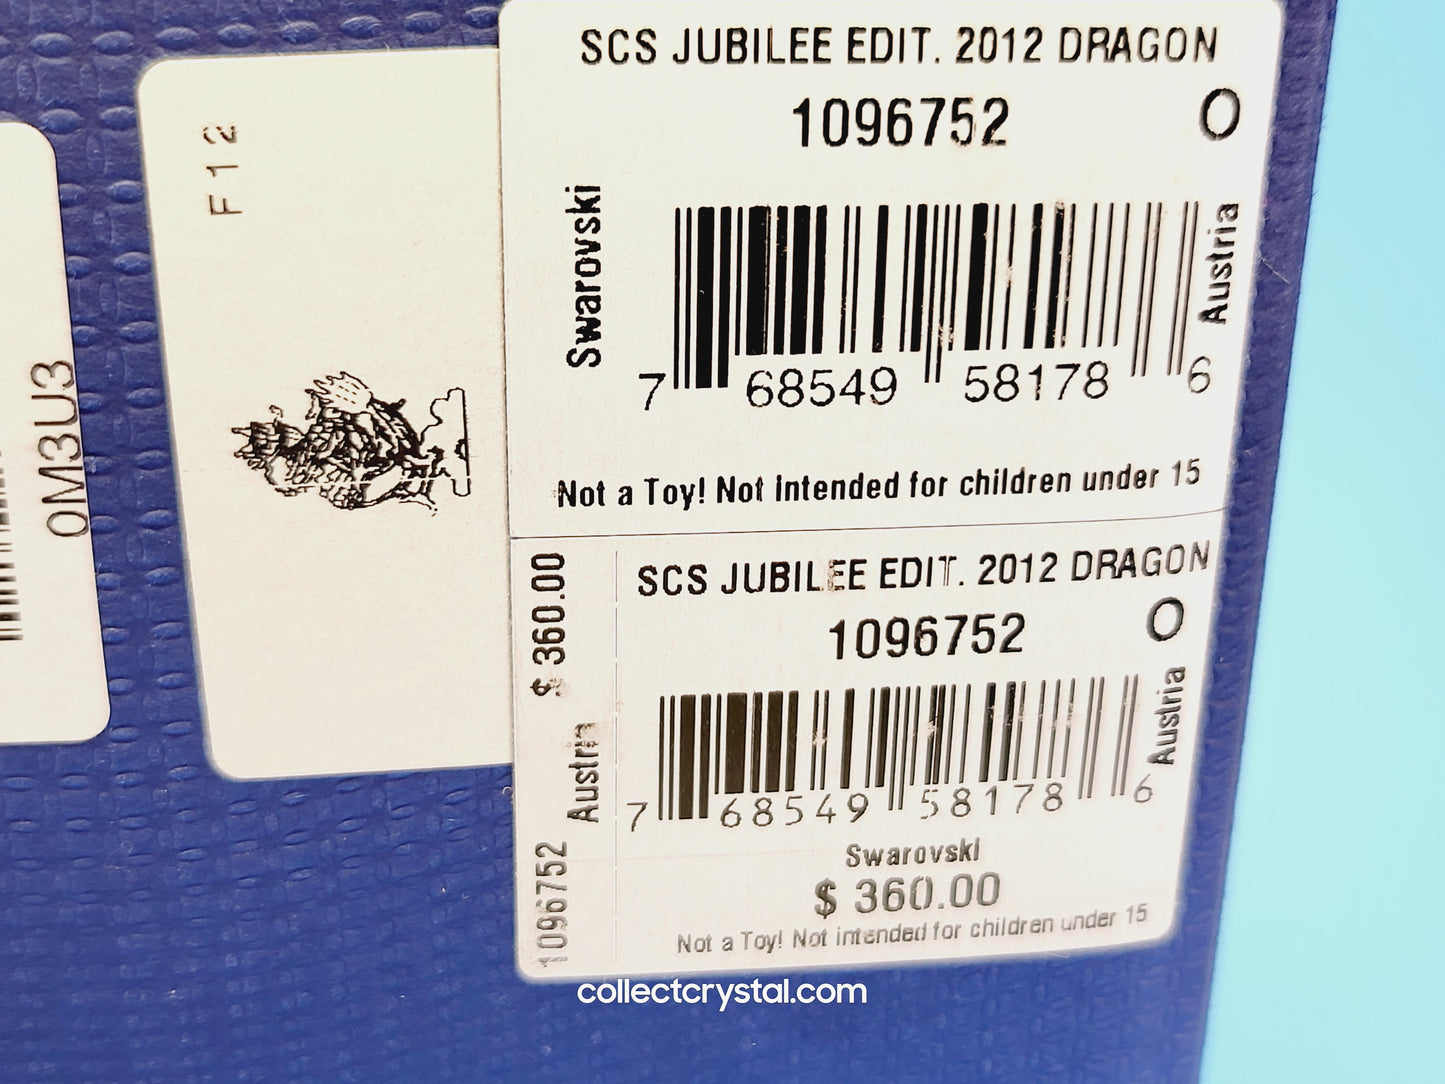 0M3U3
F12
SCS JUBILEE EDIT. 2012 DRAGON
1096752
O
Swarovski
Austria
7 68549 58178 6
Not a Toy! Not intended for children under 15
$ 360.00
Austria
1096752
SCS JUBILEE EDIT. 2012 DRAGON
1096752
O
Austria
7 68549 58178 6
Swarovski
$ 360.00
Not a Toy! Not intended for children under 15
collectcrystal.com